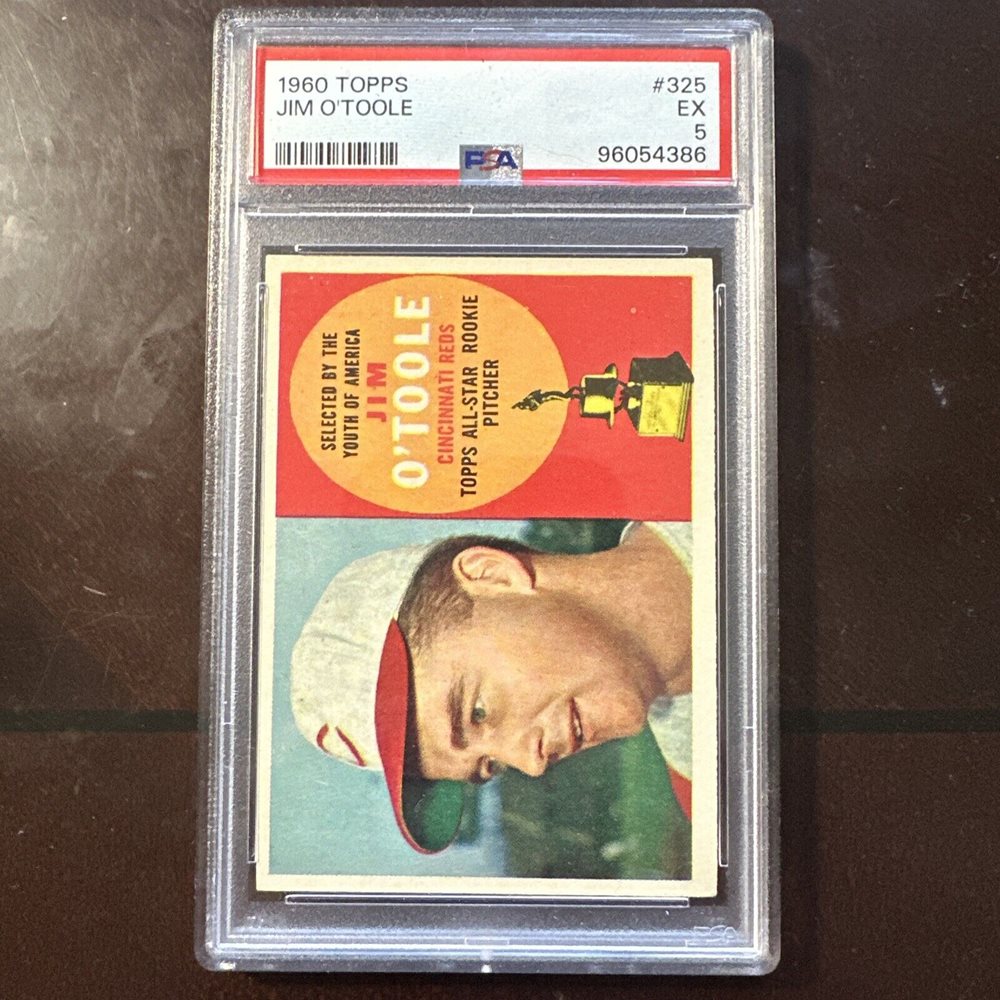 1960 TOPPS
#325
JIM O'TOOLE
EX
5
PSA
96054386
SELECTED BY THE
YOUTH OF AMERICA
JIM
O'TOOLE
CINCINNATI REDS
TOPPS ALL-STAR ROOKIE
PITCHER
C
PSA